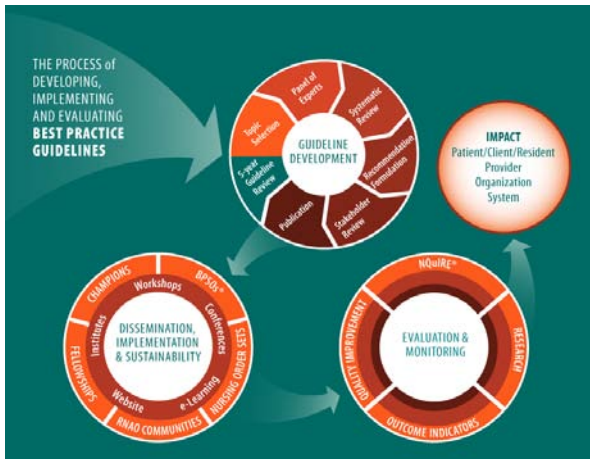 THE PROCESS of
DEVELOPING,
IMPLEMENTING
AND EVALUATING
BEST PRACTICE
GUIDELINES
Topic
Selection
Panel of
Experts
Systematic
Review
Recommendation
Formulation
Stakeholder
Review
Publication
5-year
Guideline
Review
GUIDELINE
DEVELOPMENT
IMPACT
Patient/Client/Resident
Provider
Organization
System
CHAMPIONS
BPSOs®
NURSING ORDER SETS
RNAO COMMUNITIES
FELLOWSHIPS
Workshops
Conferences
e-Learning
Website
Institutes
DISSEMINATION,
IMPLEMENTATION
& SUSTAINABILITY
NQuIRE®
RESEARCH
OUTCOME INDICATORS
QUALITY IMPROVEMENT
EVALUATION &
MONITORING